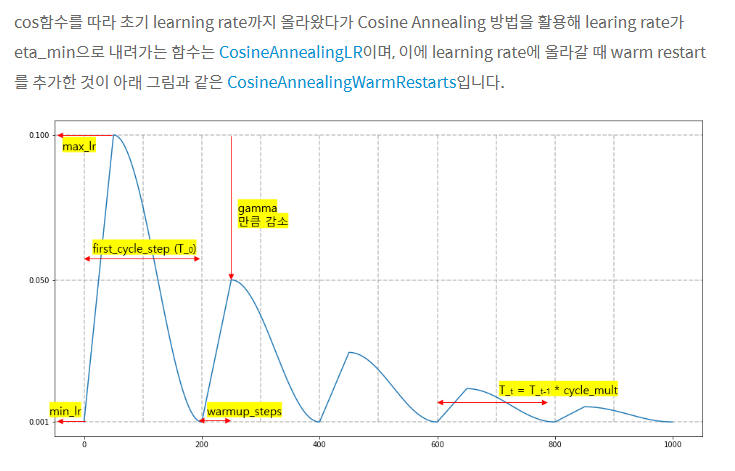 cos함수를 따라 초기 learning rate까지 올라왔다가 Cosine Annealing 방법을 활용해 learing rate가
eta_min으로 내려가는 함수는 CosineAnnealingLR이며, 이에 learning rate에 올라갈 때 warm restart
를 추가한 것이 아래 그림과 같은 CosineAnnealingWarmRestarts입니다.
0.100
max_lr
gamma
만큼 감소
first_cycle_step (T_0)
0.050
T_t = T_t-1 * cycle_mult
min_lr
warmup_steps
0.001
0 200 400 600 800 1000